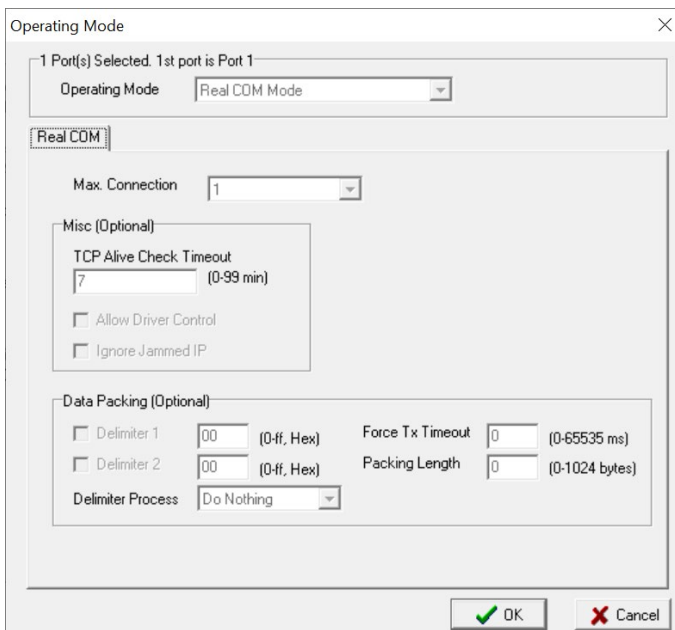 Operating Mode
1 Port(s) Selected. 1st port is Port 1
Operating Mode Real COM Mode
Real COM
Max. Connection 1
Misc (Optional)
TCP Alive Check Timeout
7 (0-99 min)
Allow Driver Control
Ignore Jammed IP
Data Packing (Optional)
Delimiter 1 00 (0-ff, Hex) Force Tx Timeout 0 (0-65535 ms)
Delimiter 2 00 (0-ff, Hex) Packing Length 0 (0-1024 bytes)
Delimiter Process Do Nothing
OK Cancel